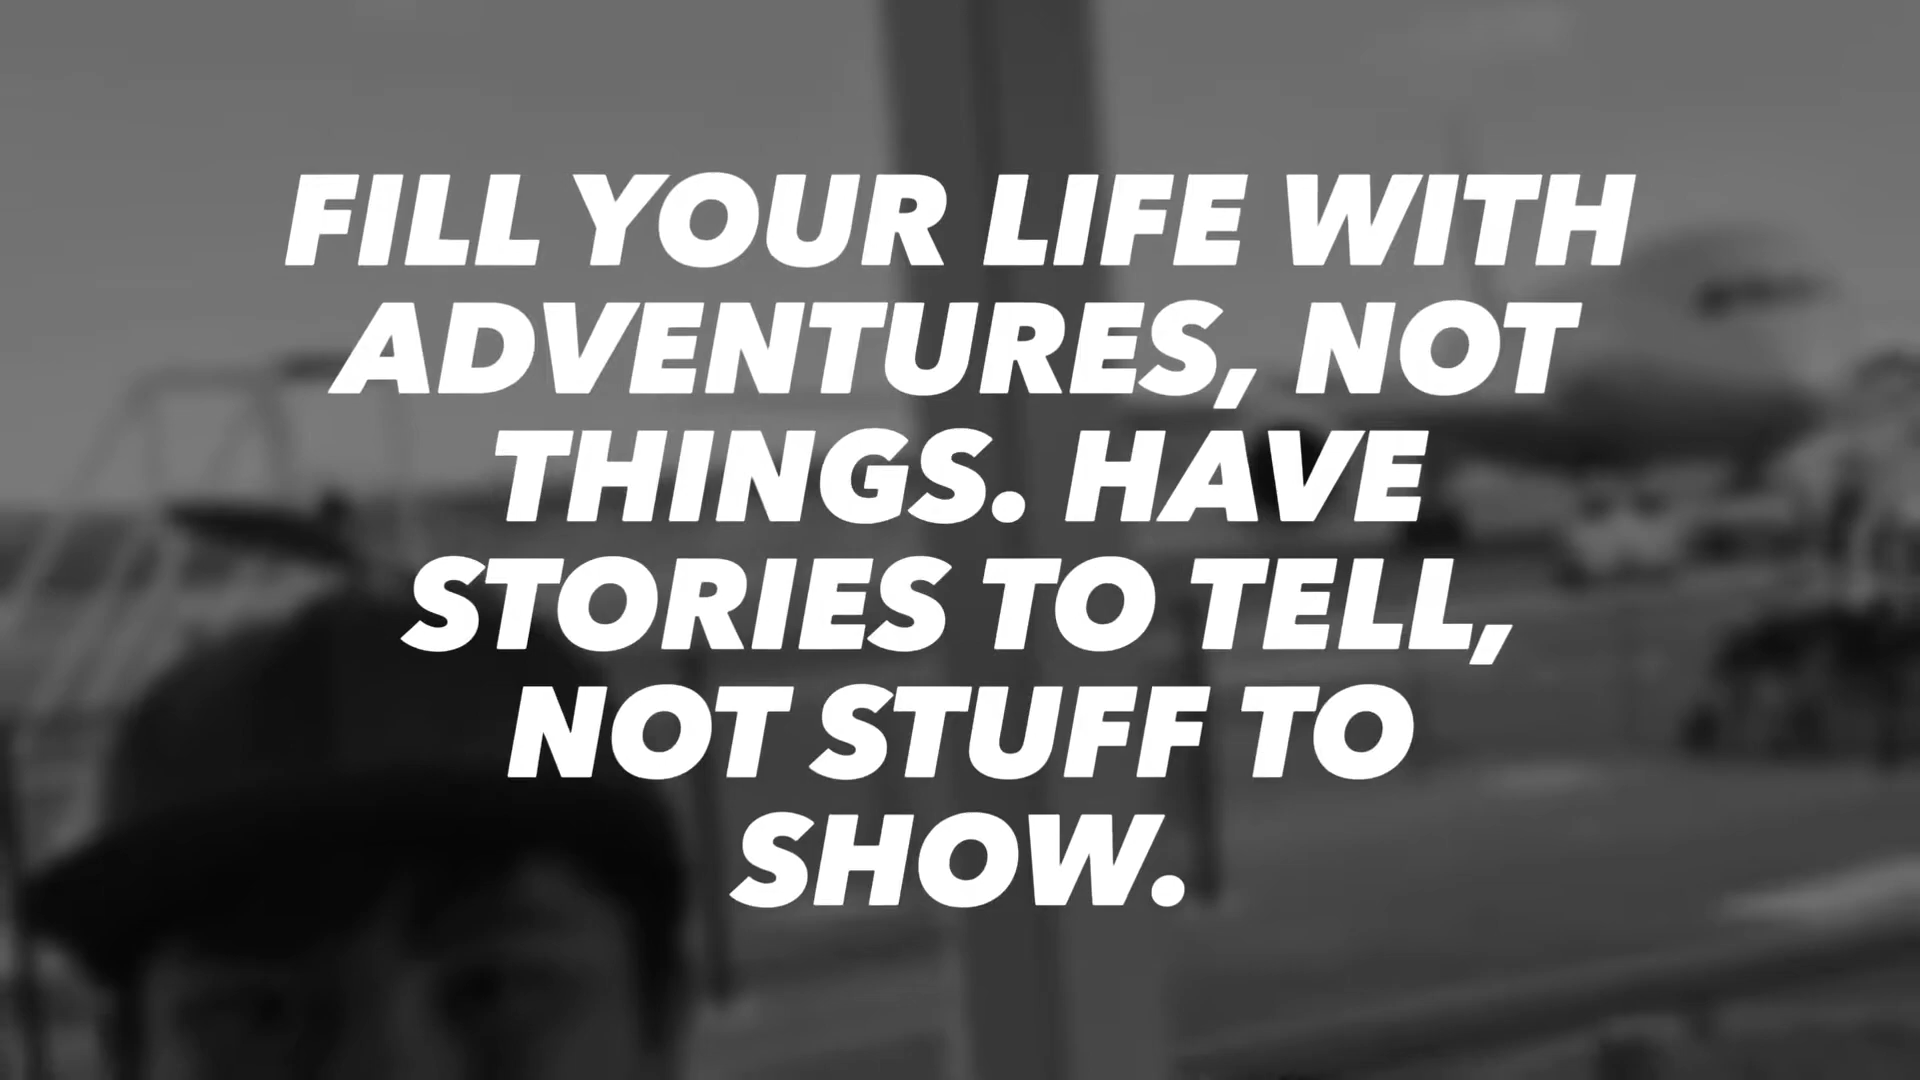 FILL YOUR LIFE WITH
ADVENTURES, NOT
THINGS. HAVE
STORIES TO TELL,
NOT STUFF TO
SHOW.